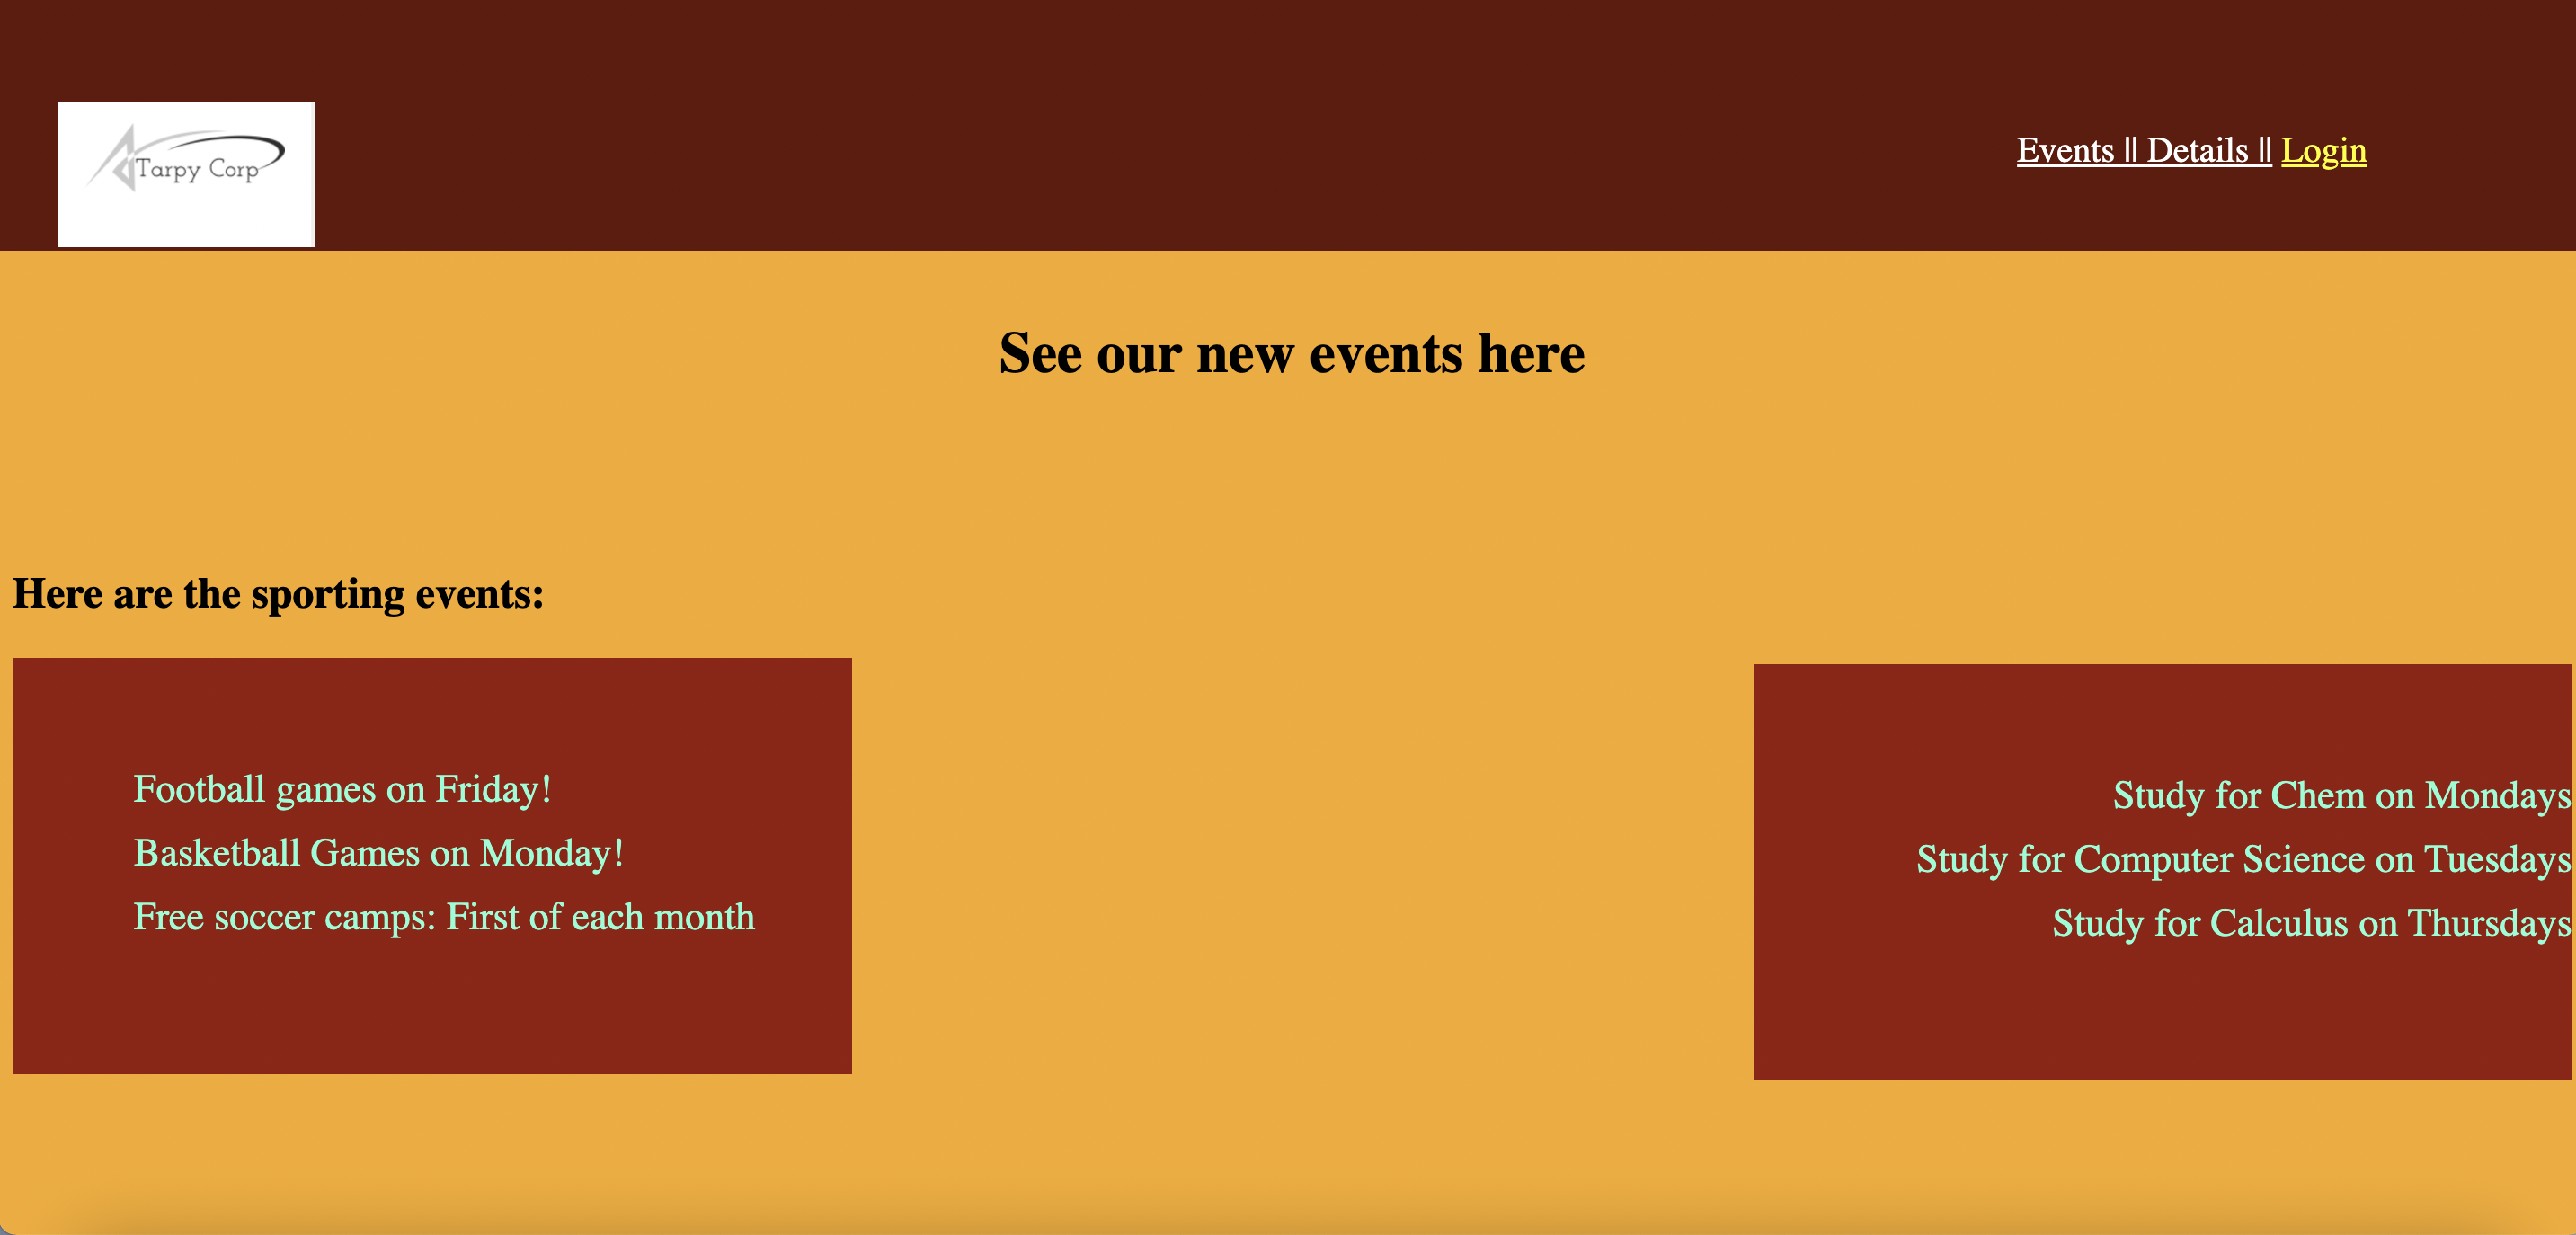 Tarpy Corp
Events || Details || Login
See our new events here
Here are the sporting events:
Football games on Friday!
Basketball Games on Monday!
Free soccer camps: First of each month
Study for Chem on Mondays
Study for Computer Science on Tuesdays
Study for Calculus on Thursdays